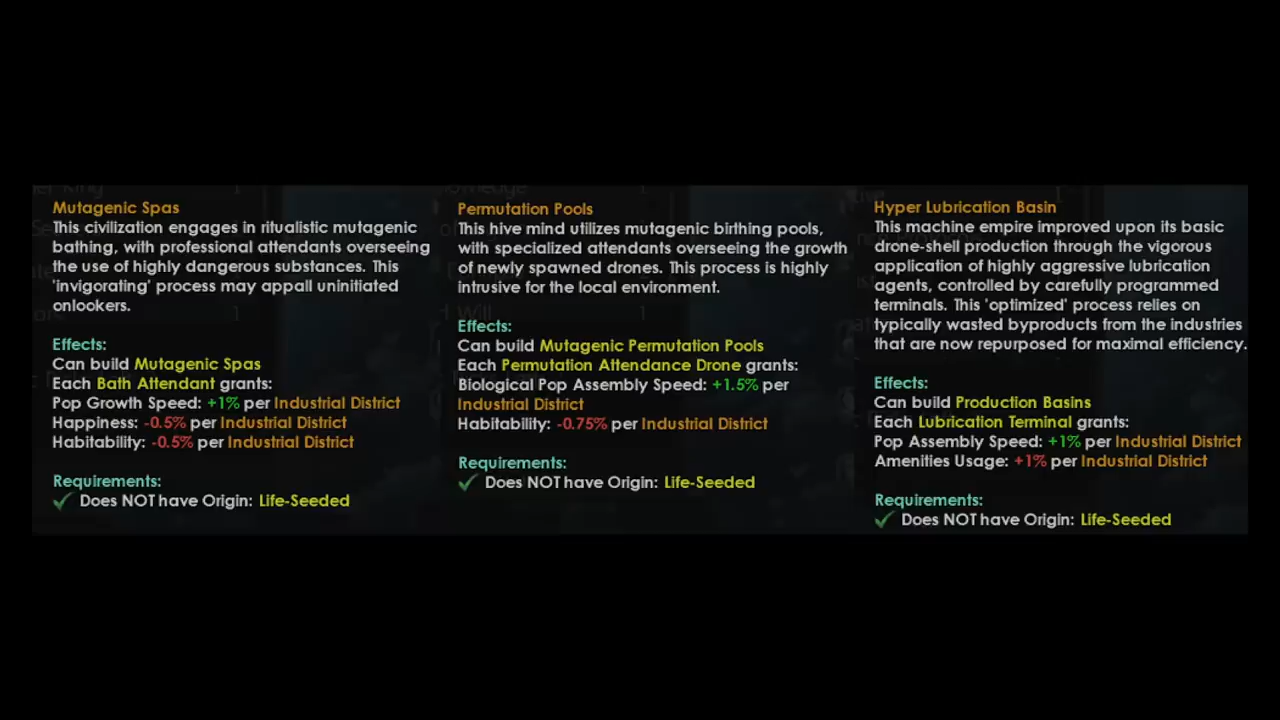 Mutagenic Spas
This civilization engages in ritualistic mutagenic
bathing, with professional attendants overseeing
the use of highly dangerous substances. This
'invigorating' process may appall uninitiated
onlookers.
Effects:
Can build Mutagenic Spas
Each Bath Attendant grants:
Pop Growth Speed: +1% per Industrial District
Happiness: -0.5% per Industrial District
Habitability: -0.5% per Industrial District
Requirements:
Does NOT have Origin: Life-Seeded
Permutation Pools
This hive mind utilizes mutagenic birthing pools,
with specialized attendants overseeing the growth
of newly spawned drones. This process is highly
intrusive for the local environment.
Effects:
Can build Mutagenic Permutation Pools
Each Permutation Attendance Drone grants:
Biological Pop Assembly Speed: +1.5% per
Industrial District
Habitability: -0.75% per Industrial District
Requirements:
Does NOT have Origin: Life-Seeded
Hyper Lubrication Basin
This machine empire improved upon its basic
drone-shell production through the vigorous
application of highly aggressive lubrication
agents, controlled by carefully programmed
terminals. This 'optimized' process relies on
typically wasted byproducts from the industries
that are now repurposed for maximal efficiency.
Effects:
Can build Production Basins
Each Lubrication Terminal grants:
Pop Assembly Speed: +1% per Industrial District
Amenities Usage: +1% per Industrial District
Requirements:
Does NOT have Origin: Life-Seeded